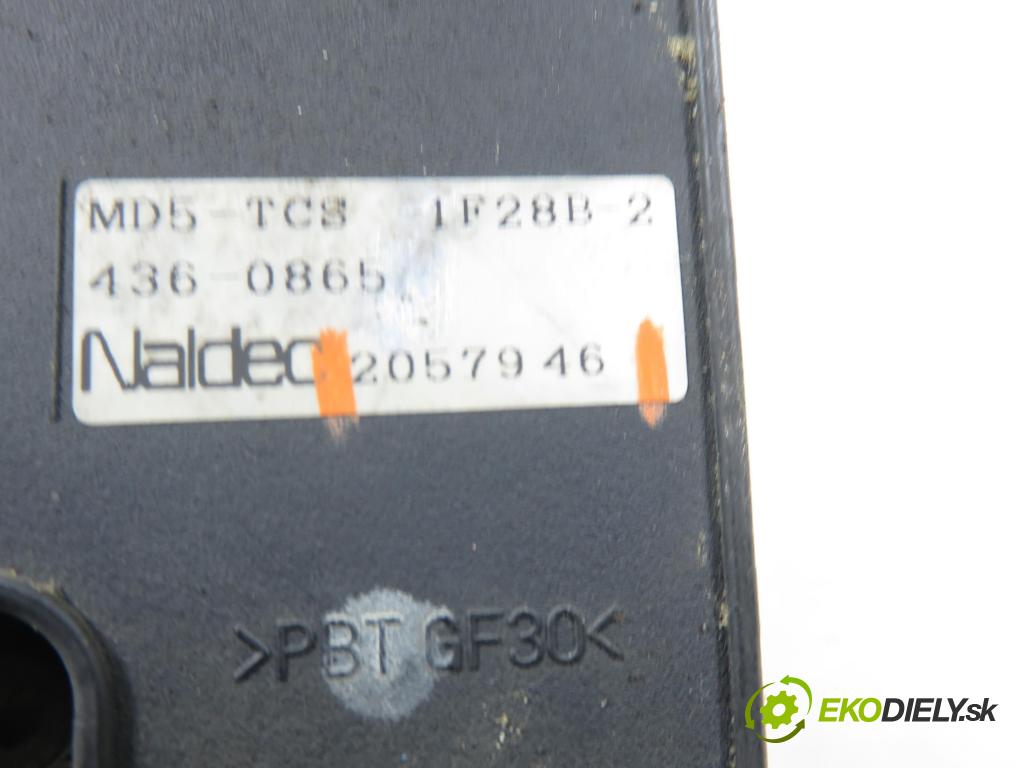 MD5-TCS 1F28B-2
436-0865
Naldec 2057946
>PBT GF30<
EKODIELY.sk